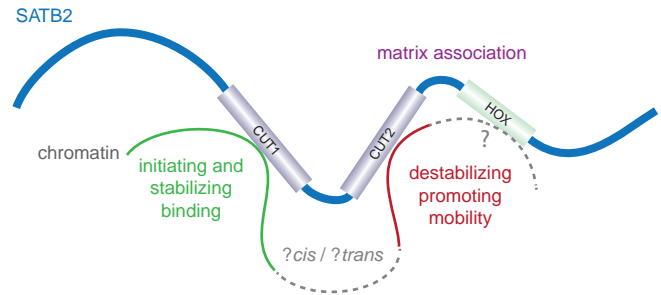 SATB2
matrix association
HOX
CUT1
CUT2
?
chromatin
initiating and
stabilizing
binding
destabilizing
promoting
mobility
?cis / ?trans